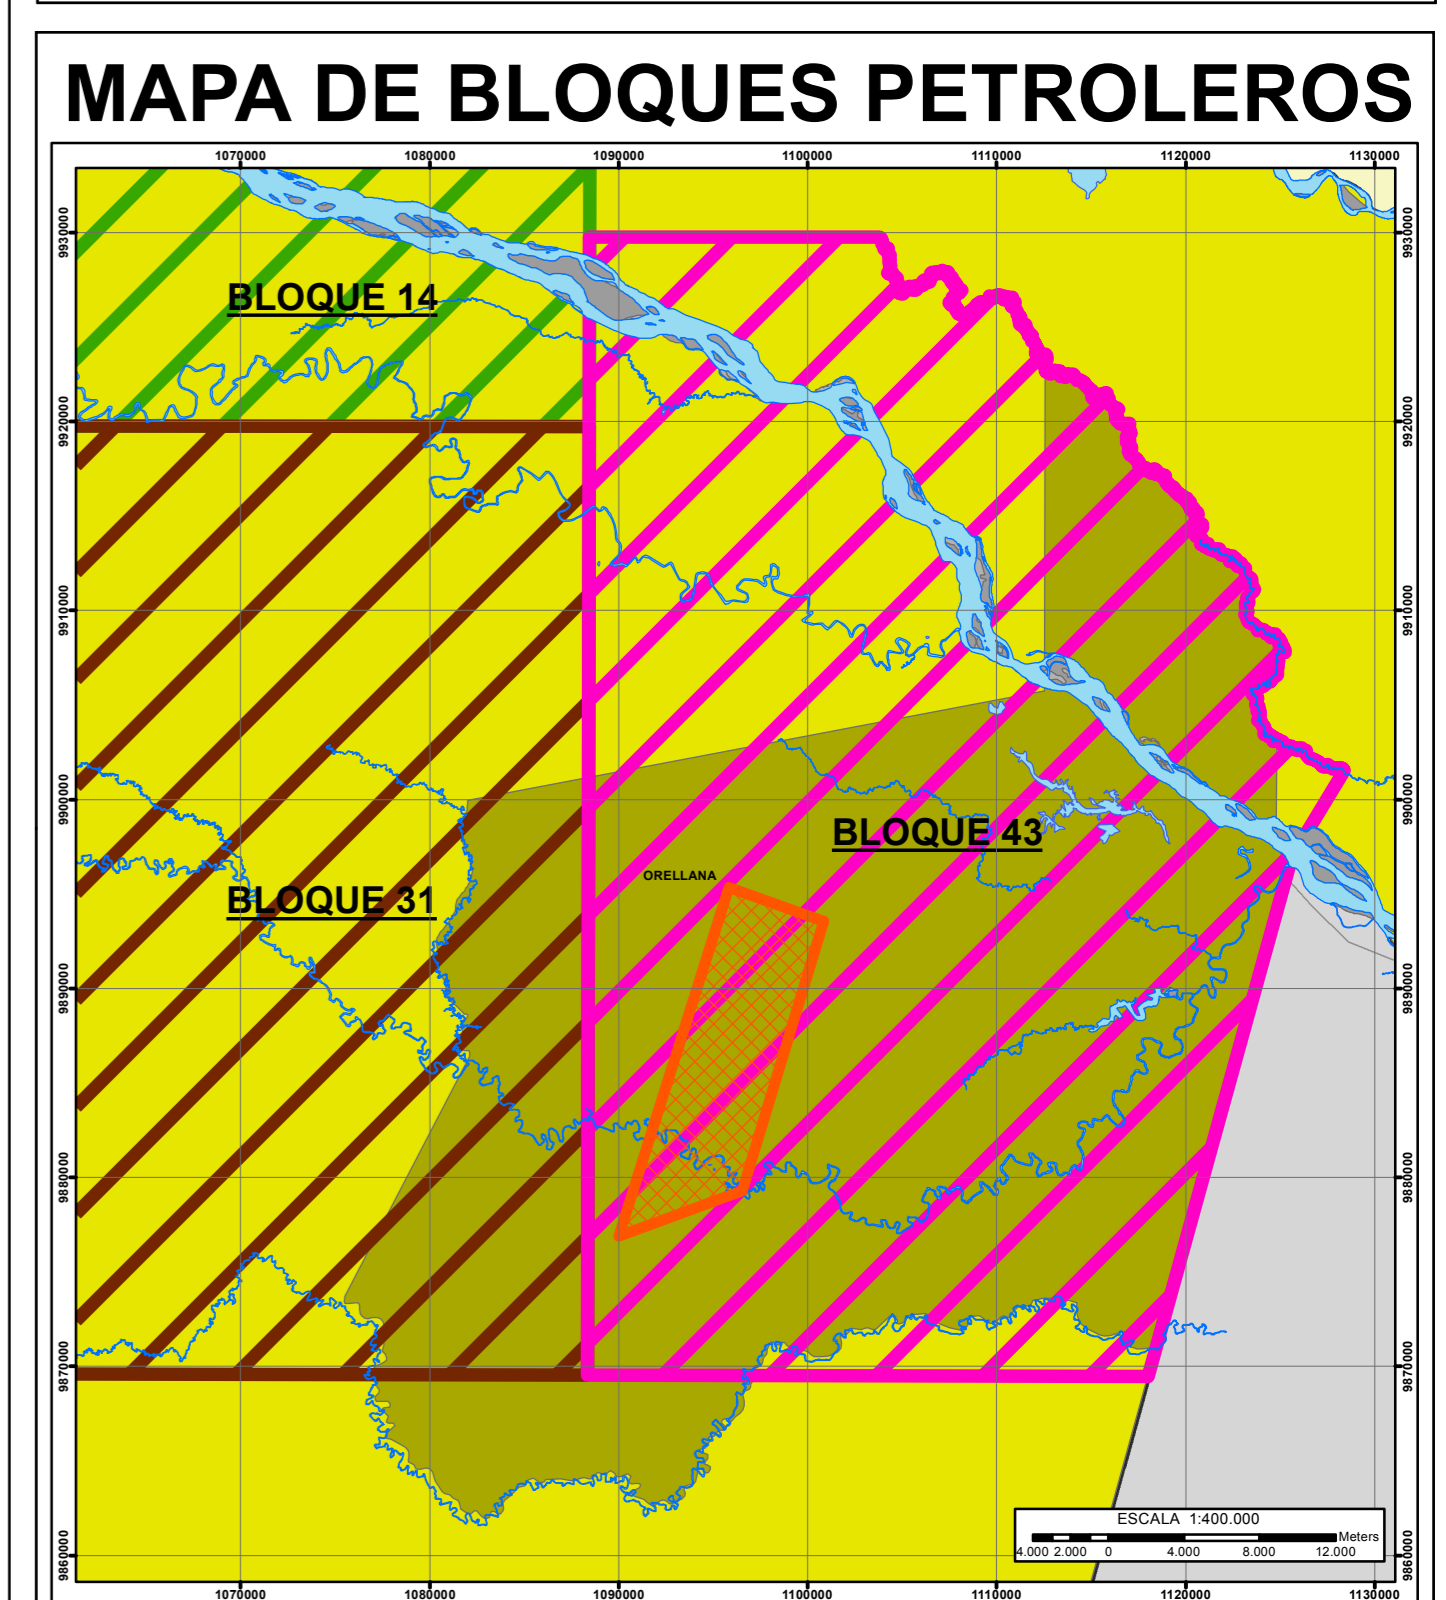 MAPA DE BLOQUES PETROLEROS
1070000 1080000 1090000 1100000 1110000 1120000 1130000
9930000 9930000
BLOQUE 14
9920000 9920000
9910000 9910000
9900000 9900000
BLOQUE 43
ORELLANA
BLOQUE 31
9890000 9890000
9880000 9880000
9870000 9870000
ESCALA 1:400.000
Meters
4.000 2.000 0 4.000 8.000 12.000
9860000 9860000
1070000 1080000 1090000 1100000 1110000 1120000 1130000